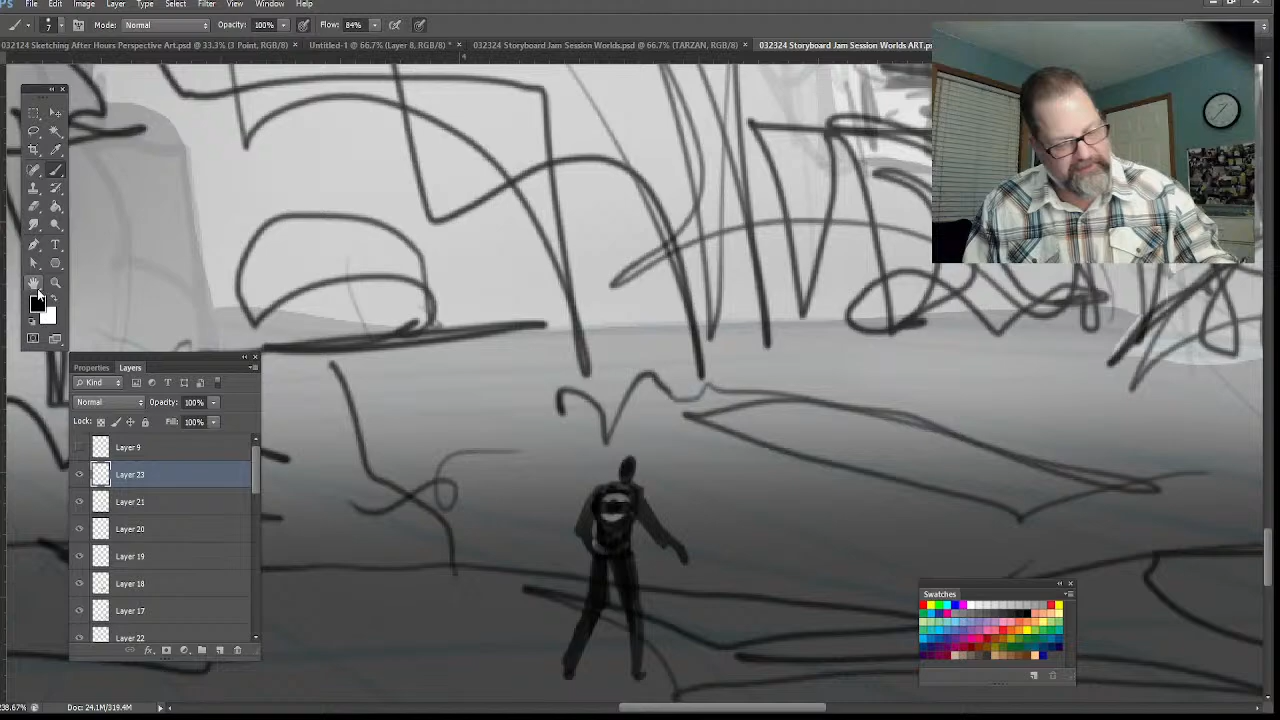 File Edit Image Layer Type Select Filter View Window Help
7 Mode: Normal Opacity: 100% Flow: 84%
032124 Sketching After Hours Perspective Art.psd @ 33.3% (3 Point, RGB/8) × Untitled-1 @ 66.7% (Layer 8, RGB/8) * × 032324 Storyboard Jam Session Worlds.psd @ 66.7% (TARZAN, RGB/8) × 032324 Storyboard Jam Session Worlds ART.
Properties Layers
Kind
Normal Opacity: 100%
Lock: Fill: 100%
Layer 9
Layer 23
Layer 21
Layer 20
Layer 19
Layer 18
Layer 17
Layer 22
Swatches
238.67% Doc: 24.1M/319.4M